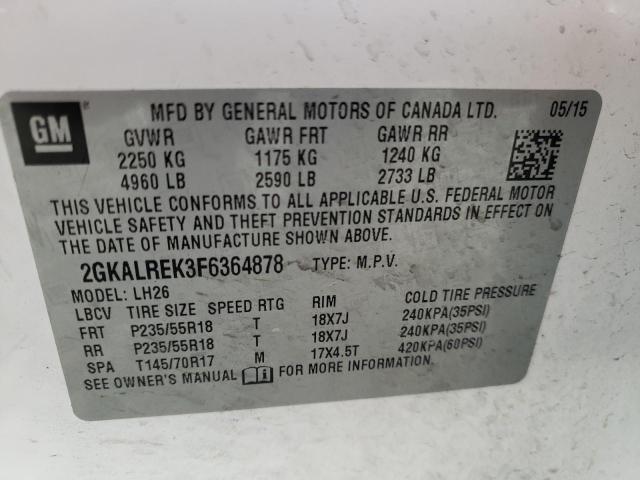 GM
MFD BY GENERAL MOTORS OF CANADA LTD. 05/15
GVWR GAWR FRT GAWR RR
2250 KG 1175 KG 1240 KG
4960 LB 2590 LB 2733 LB
THIS VEHICLE CONFORMS TO ALL APPLICABLE U.S. FEDERAL MOTOR
VEHICLE SAFETY AND THEFT PREVENTION STANDARDS IN EFFECT ON
THE DATE OF MANUFACTURE SHOWN ABOVE.
2GKALREK3F6364878 TYPE: M.P.V.
MODEL: LH26
LBCV TIRE SIZE SPEED RTG RIM COLD TIRE PRESSURE
FRT P235/55R18 T 18X7J 240KPA(35PSI)
RR P235/55R18 T 18X7J 240KPA(35PSI)
SPA T145/70R17 M 17X4.5T 420KPA(60PSI)
SEE OWNER'S MANUAL FOR MORE INFORMATION.